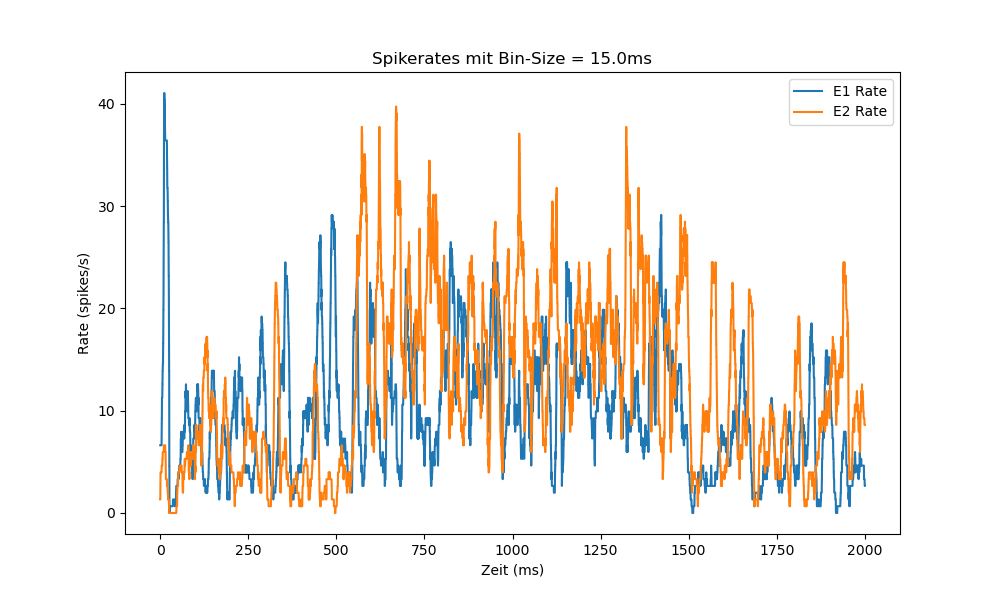 Spikerates mit Bin-Size = 15.0ms
E1 Rate
E2 Rate
Rate (spikes/s)
40
30
20
10
0
0 250 500 750 1000 1250 1500 1750 2000
Zeit (ms)